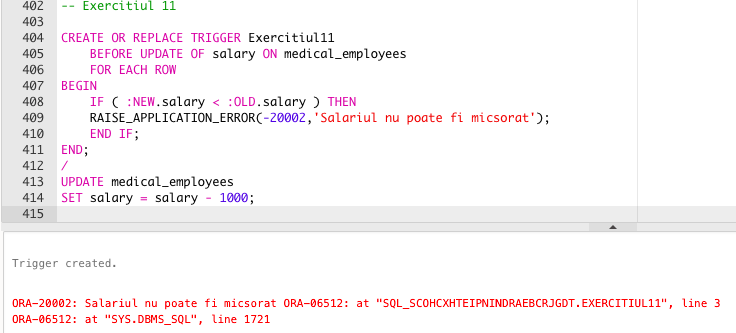 402 -- Exercitiul 11
403
404 CREATE OR REPLACE TRIGGER Exercitiul11
405     BEFORE UPDATE OF salary ON medical_employees
406     FOR EACH ROW
407 BEGIN
408     IF ( :NEW.salary < :OLD.salary ) THEN
409     RAISE_APPLICATION_ERROR(-20002,'Salariul nu poate fi micsorat');
410     END IF;
411 END;
412 /
413 UPDATE medical_employees
414 SET salary = salary - 1000;
415
Trigger created.
ORA-20002: Salariul nu poate fi micsorat ORA-06512: at "SQL_SCOHCXHTEIPNINDRAEBCRJGDT.EXERCITIUL11", line 3
ORA-06512: at "SYS.DBMS_SQL", line 1721